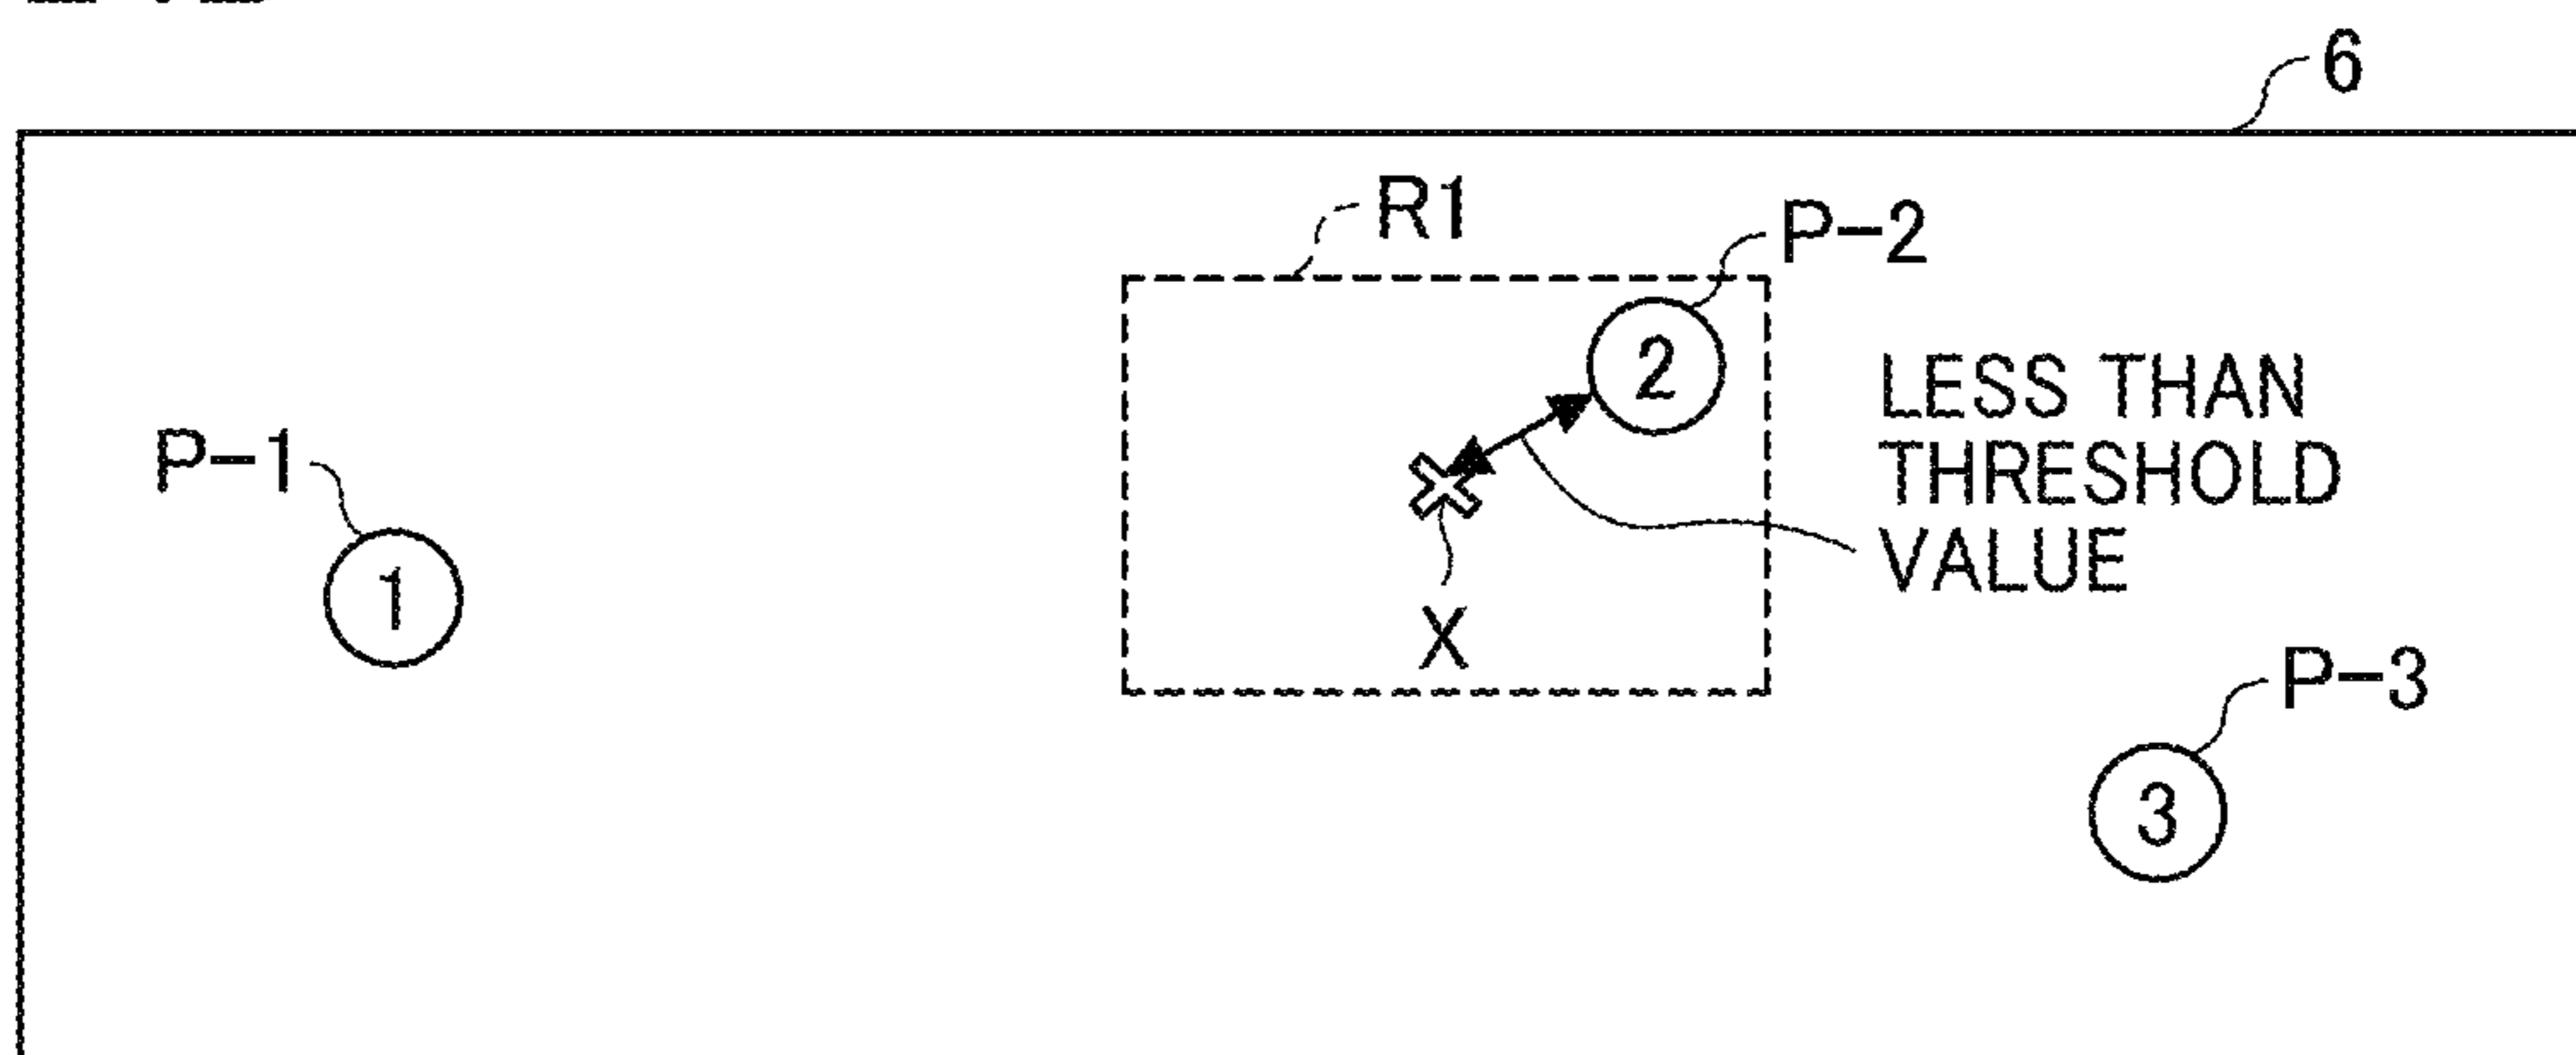 6
R1
P-2
LESS THAN
THRESHOLD
VALUE
2
P-1
1
X
P-3
3